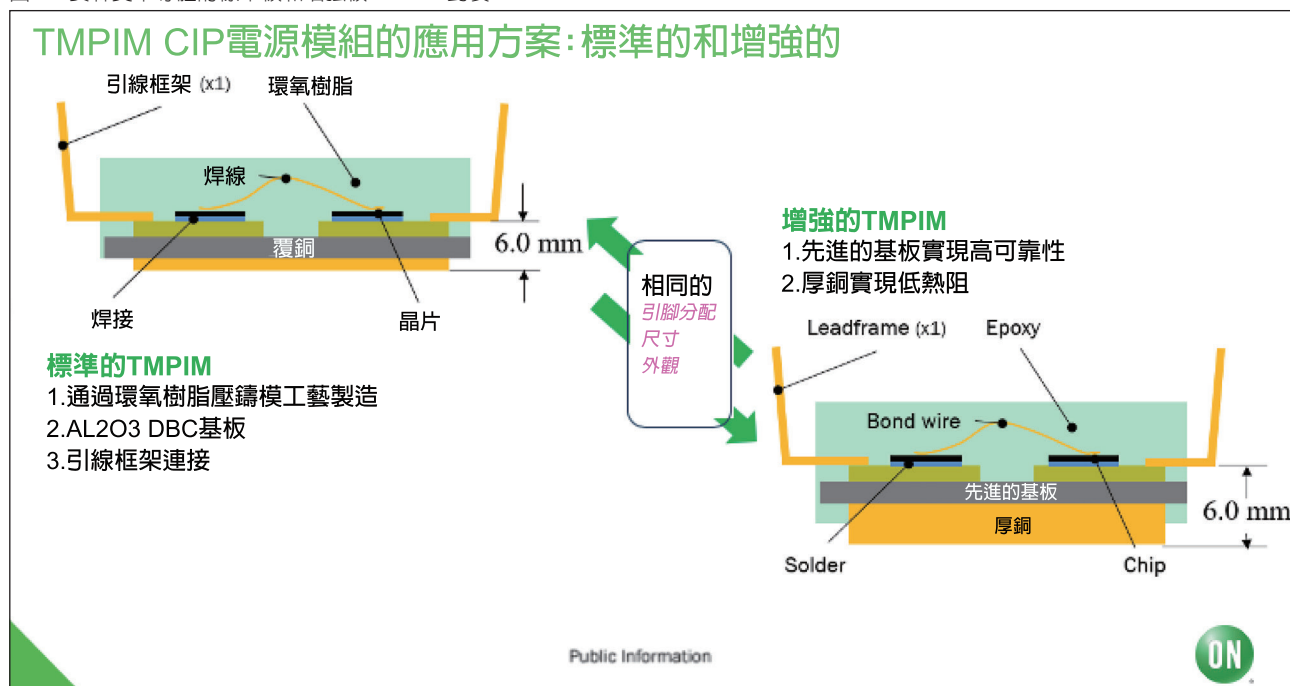 TMPIM CIP電源模組的應用方案:標準的和增強的
引線框架 (x1)
環氧樹脂
焊線
覆銅
6.0 mm
焊接
晶片
標準的TMPIM
1.通過環氧樹脂壓鑄模工藝製造
2.AL2O3 DBC基板
3.引線框架連接
相同的
引腳分配
尺寸
外觀
增強的TMPIM
1.先進的基板實現高可靠性
2.厚銅實現低熱阻
Leadframe (x1)
Epoxy
Bond wire
先進的基板
厚銅
6.0 mm
Solder
Chip
Public Information
ON